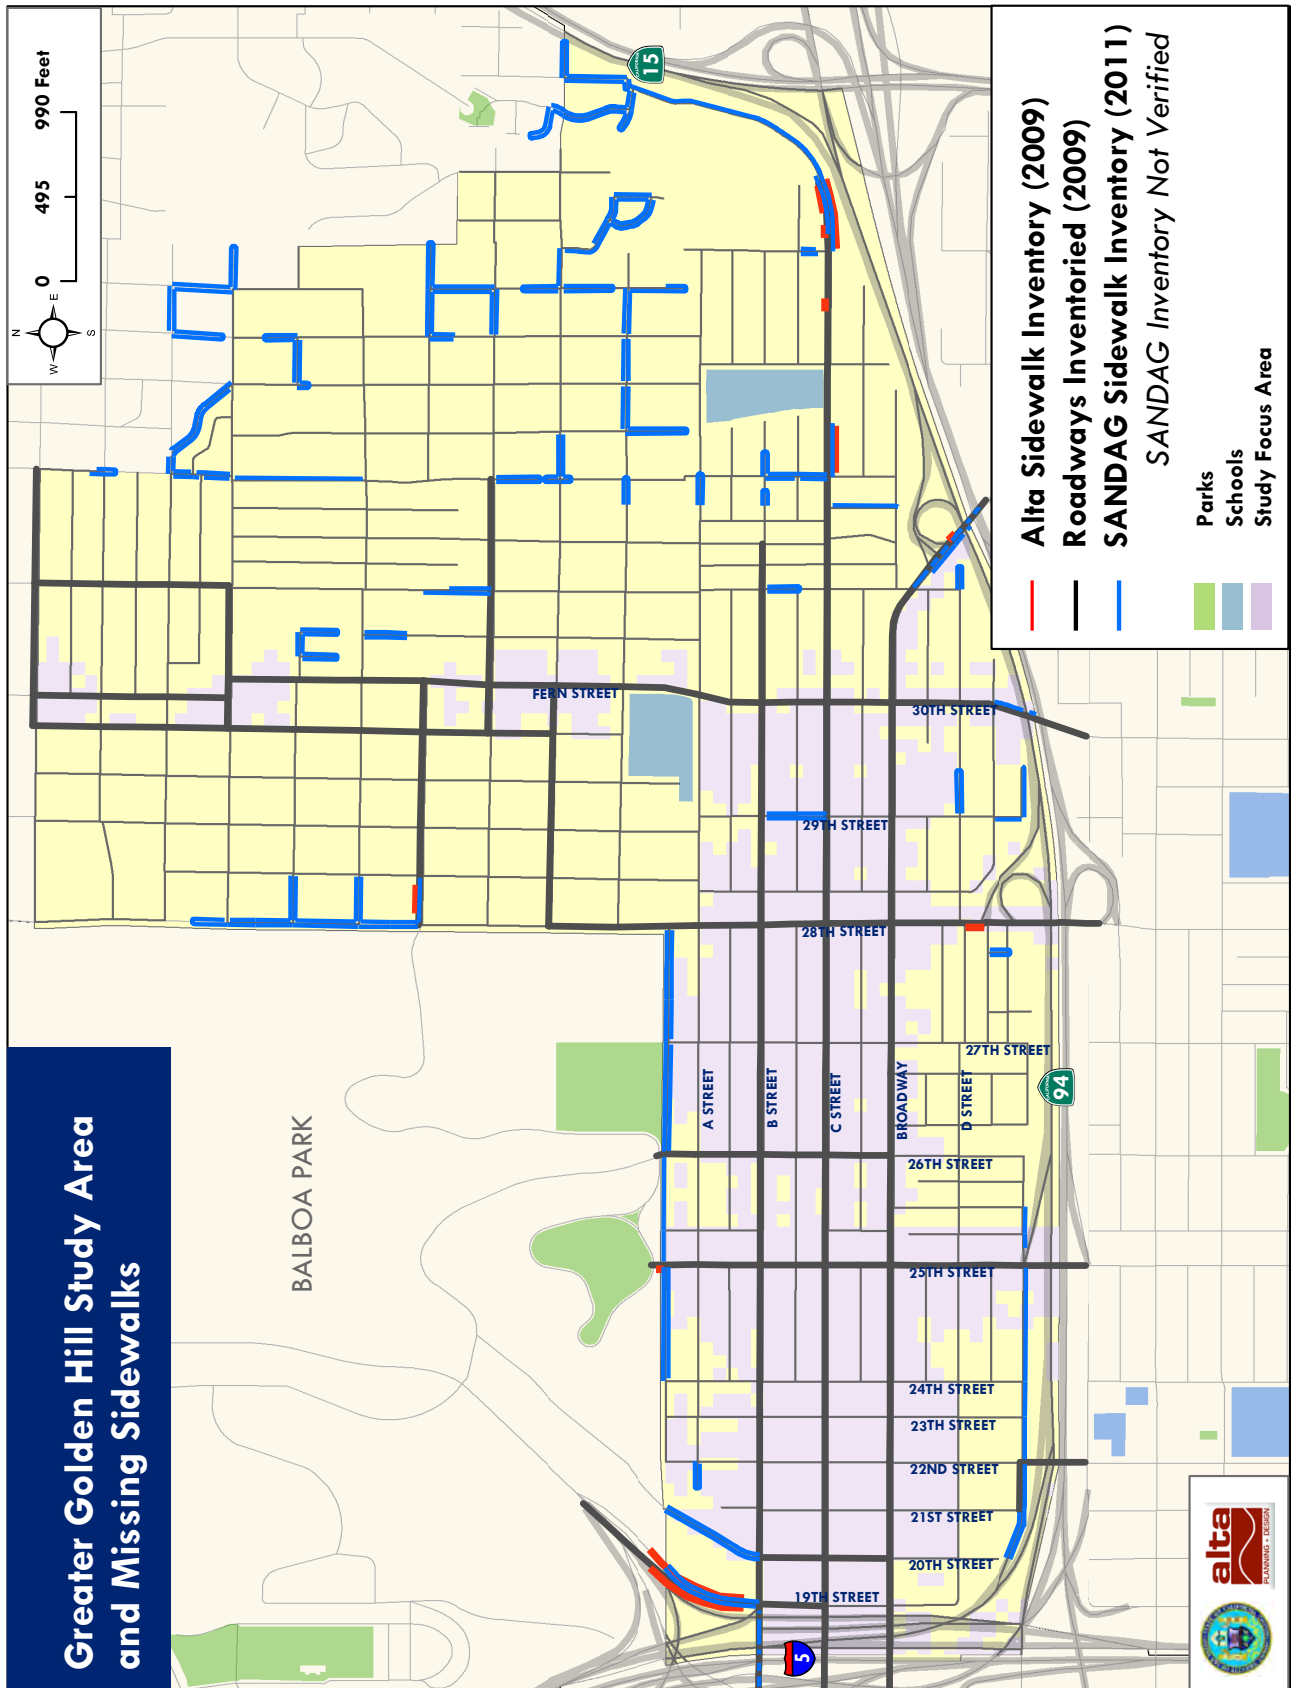 Greater Golden Hill Study Area
and Missing Sidewalks
0 495 990 Feet
N
E
S
W
CALIFORNIA
15
BALBOA PARK
FERN STREET
30TH STREET
29TH STREET
28TH STREET
27TH STREET
A STREET
B STREET
C STREET
BROADWAY
D STREET
CALIFORNIA
94
26TH STREET
25TH STREET
24TH STREET
23TH STREET
22ND STREET
21ST STREET
20TH STREET
19TH STREET
5
Alta Sidewalk Inventory (2009)
Roadways Inventoried (2009)
SANDAG Sidewalk Inventory (2011)
SANDAG Inventory Not Verified
Parks
Schools
Study Focus Area
alta
PLANNING + DESIGN